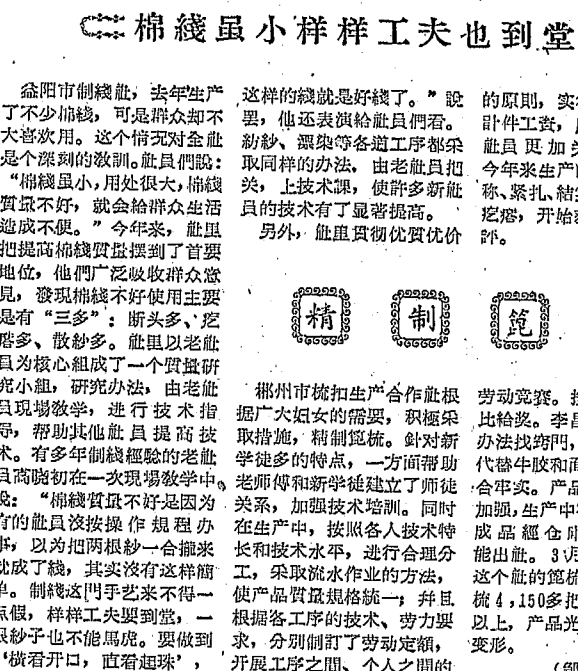 棉綫虽小样样工夫也到堂
益阳市制綫社，去年生产
了不少棉綫，可是群众却不
大喜欢用。这个情况对全社
是个深刻的教訓。社員們說：
“棉綫虽小，用处很大，棉綫
質量不好，就会給群众生活
造成不便。”今年来，社里
把提高棉綫質量摆到了首要
地位，他們广泛吸收群众意
見，發現棉綫不好使用主要
是有“三多”：断头多、疙
瘩多、散紗多。社里以老社
員为核心組成了一个質量研
究小組，研究办法，由老社
員現場教学，进行技术指
导，帮助其他社員提高技
术。有多年制綫經驗的老社
員商晓初在一次現場教学中
說：“棉綫質量不好是因为
有的社員沒按操作規程办
事，以为把两根紗一合攏来
就成了綫，其实沒有这样簡
单。制綫这門手艺来不得一
点假，样样工夫要到堂，一
根紗子也不能馬虎。要做到
‘橫看开口，直看起珠’，
这样的綫就是好綫了。”說
罢，他还表演給社員們看。
紡紗、漂染等各道工序都采
取同样的办法，由老社員把
关，上技术課，使許多新社
員的技术有了显著提高。
另外，社里贯彻优質优价
的原則，实
計件工資，
社員更加关
今年来生产
称、紧扎、結
疙瘩，开始
評。
精制篦
郴州市梳扣生产合作社根
据广大妇女的需要，积極采
取措施，精制篦梳。針对新
学徒多的特点，一方面帮助
老师傅和新学徒建立了师徒
关系，加强技术培訓。同时
在生产中，按照各人技术特
长和技术水平，进行合理分
工，采取流水作业的方法，
使产品質量規格統一；幷且
根据各工序的技术、劳力要
求，分别制訂了劳动定額，
开展工序之間、个人之間的
劳动竞赛。
比給奖。李
办法找窍門，
代替牛胶和
合牢实。产品
加强，生产中
成品經仓
能出社。3月
这个社的篦梳
梳4,150多把
以上，产品光
变形。